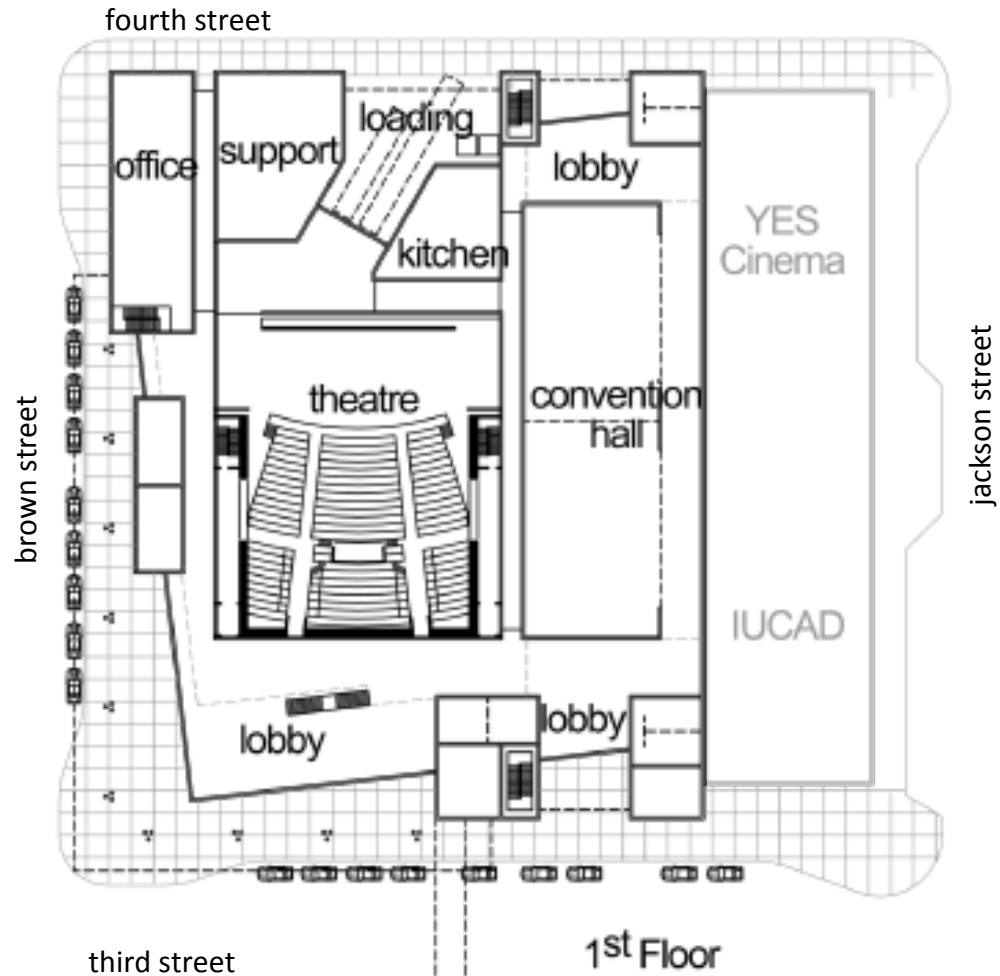 fourth street
loading
office
support
lobby
YES
Cinema
kitchen
theatre
convention
hall
brown street
jackson street
IUCAD
lobby
lobby
1st Floor
third street